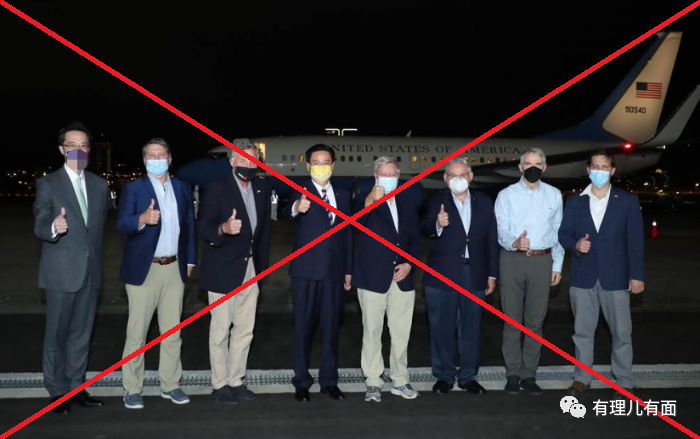 UNITED STATES OF AMERICA
90540
有理儿有面